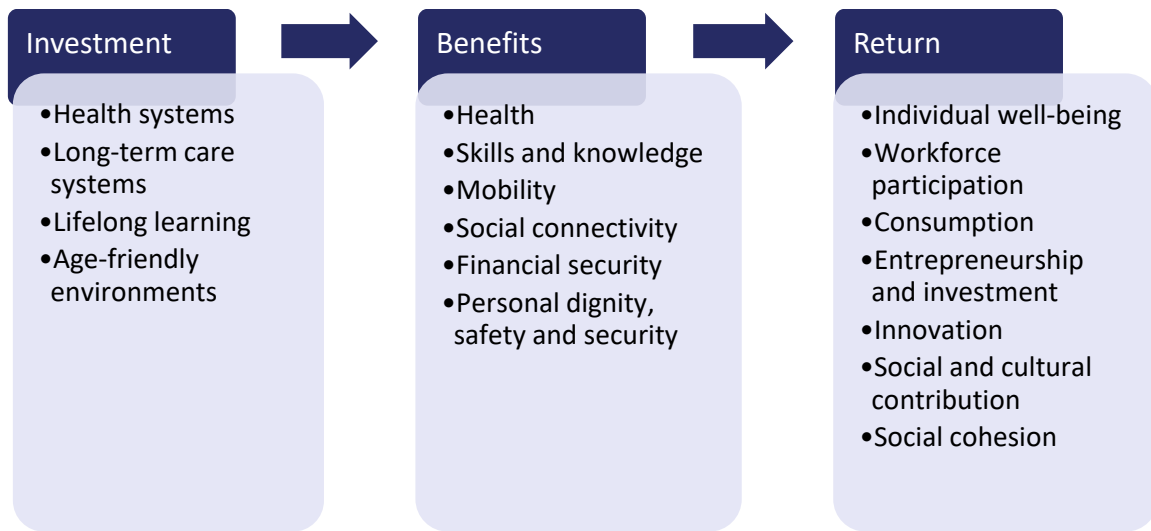 Investment
•Health systems
•Long-term care
systems
•Lifelong learning
•Age-friendly
environments
Benefits
•Health
•Skills and knowledge
•Mobility
•Social connectivity
•Financial security
•Personal dignity,
safety and security
Return
•Individual well-being
•Workforce
participation
•Consumption
•Entrepreneurship
and investment
•Innovation
•Social and cultural
contribution
•Social cohesion